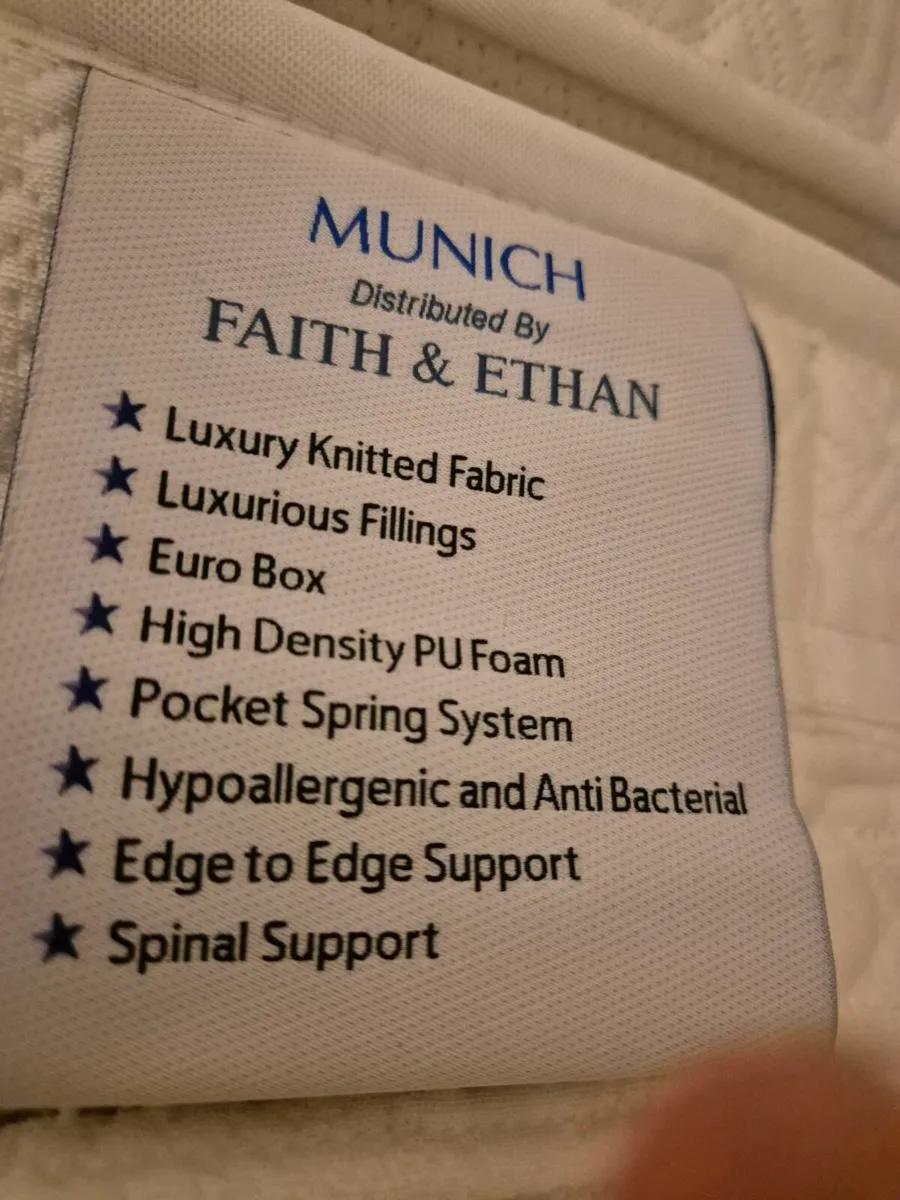 MUNICH
Distributed By
FAITH & ETHAN
★ Luxury Knitted Fabric
★ Luxurious Fillings
★ Euro Box
★ High Density PU Foam
★ Pocket Spring System
★ Hypoallergenic and Anti Bacterial
★ Edge to Edge Support
★ Spinal Support